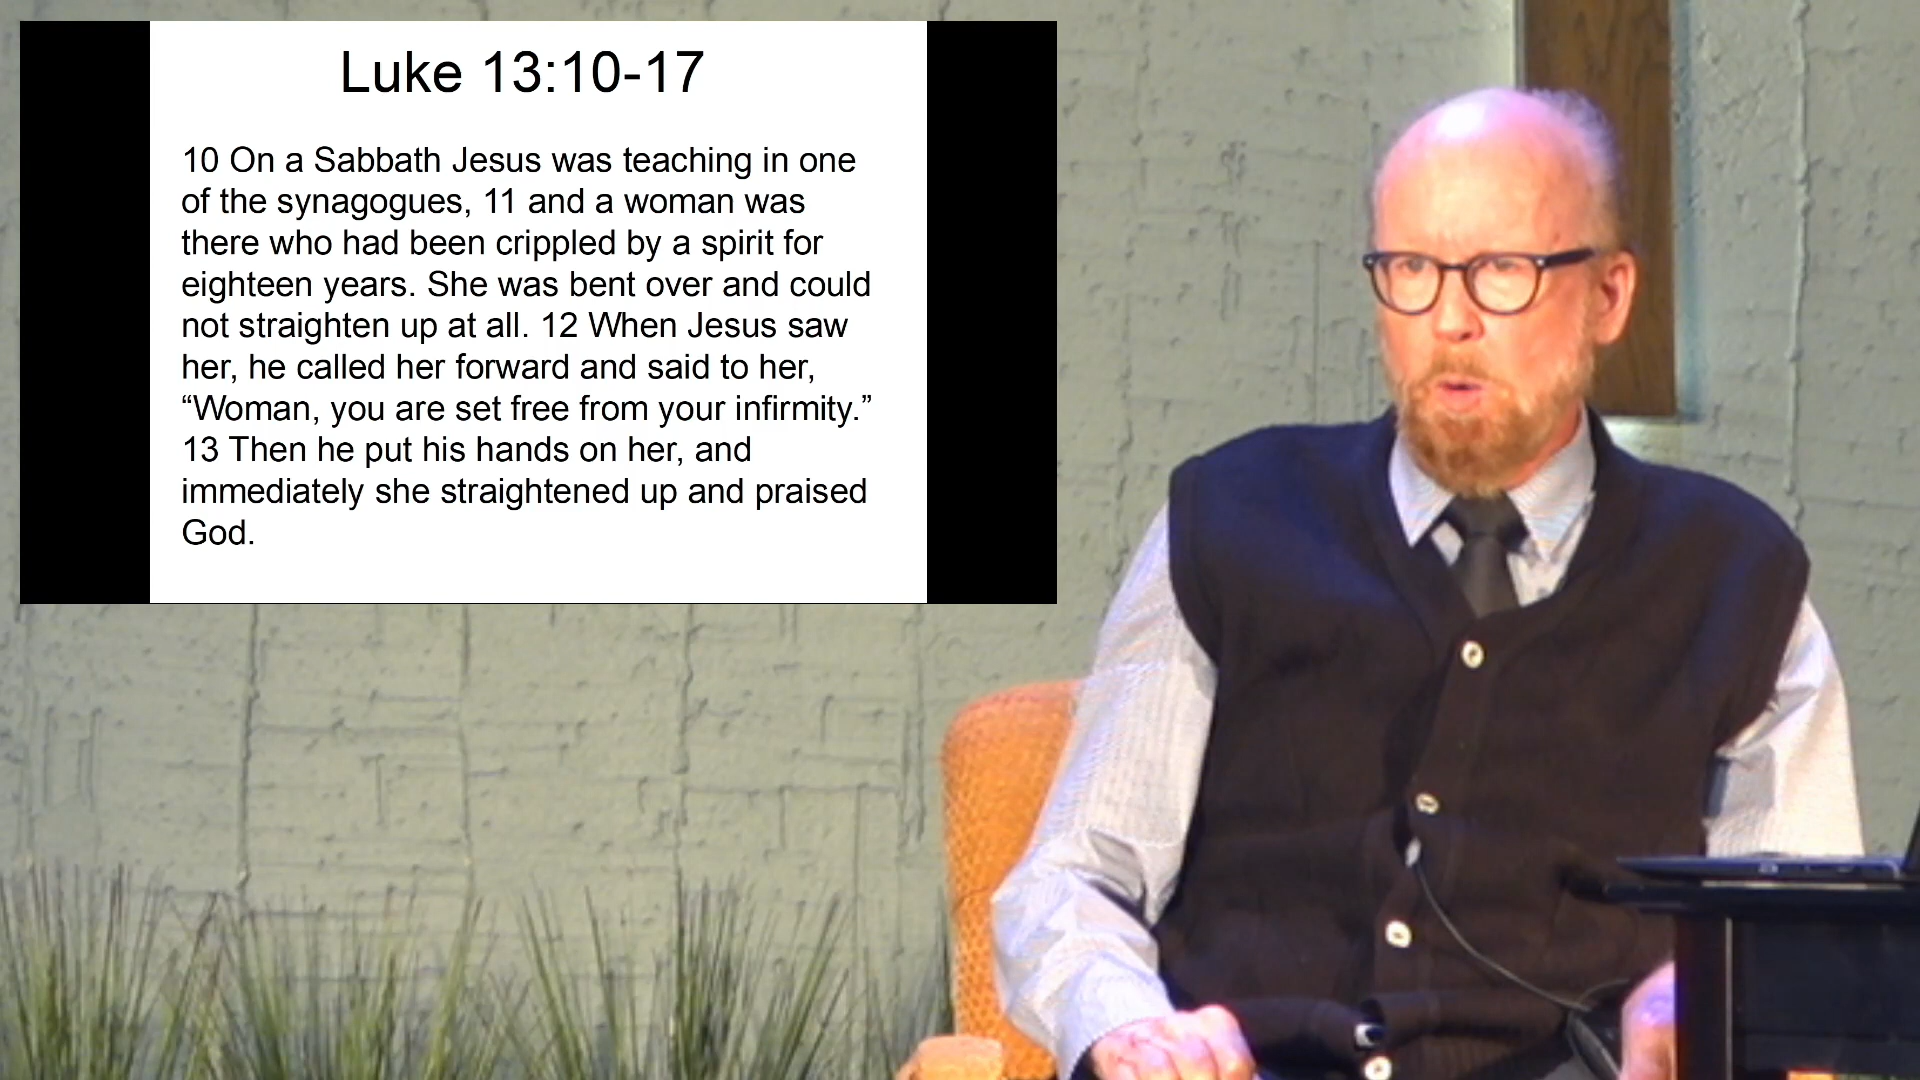 Luke 13:10-17
10 On a Sabbath Jesus was teaching in one
of the synagogues, 11 and a woman was
there who had been crippled by a spirit for
eighteen years. She was bent over and could
not straighten up at all. 12 When Jesus saw
her, he called her forward and said to her,
“Woman, you are set free from your infirmity.”
13 Then he put his hands on her, and
immediately she straightened up and praised
God.